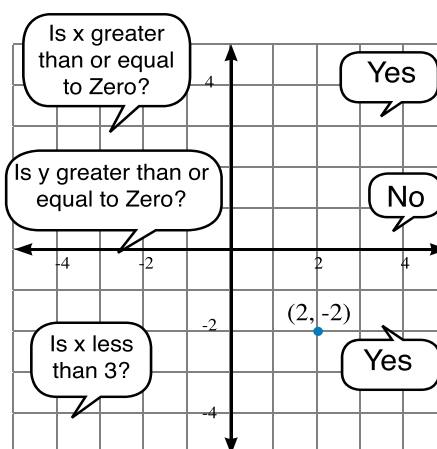 Is x greater
than or equal
to Zero?
Yes
4
Is y greater than or
equal to Zero?
No
-4
-2
2
4
(2, -2)
-2
Is x less
than 3?
Yes
-4